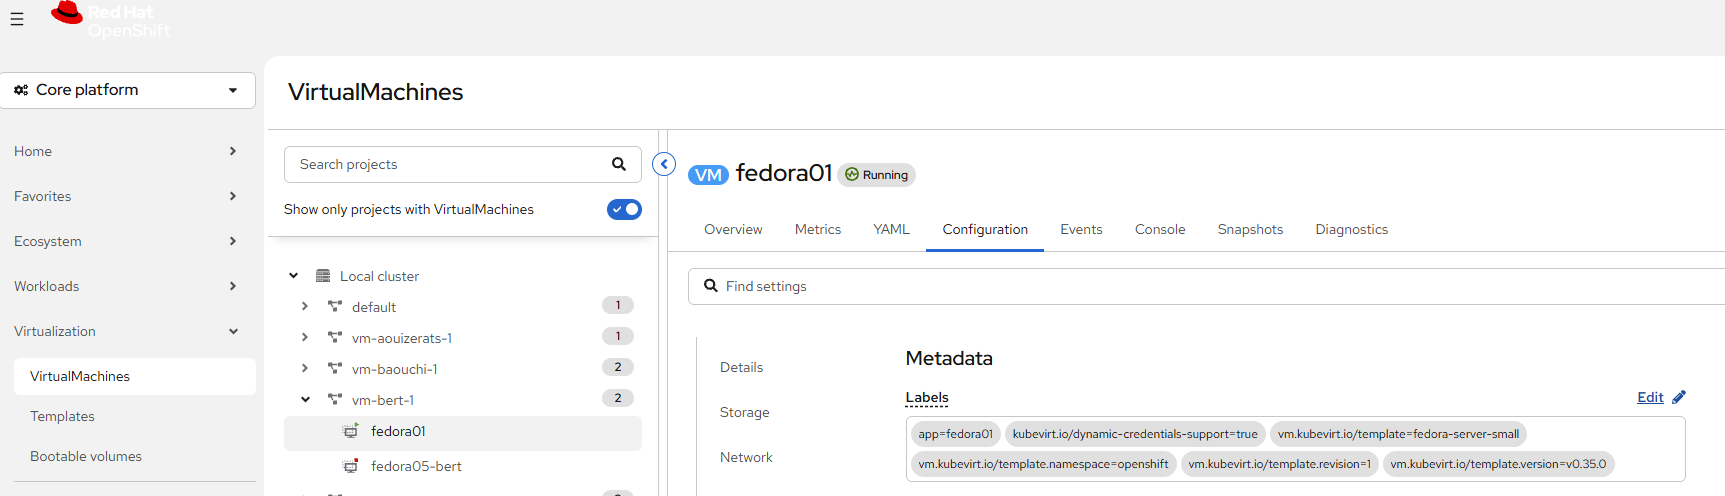 Red Hat
OpenShift
Core platform
Home
Favorites
Ecosystem
Workloads
Virtualization
VirtualMachines
Templates
Bootable volumes
VirtualMachines
Search projects
Show only projects with VirtualMachines
Local cluster
default 1
vm-aouizerats-1 1
vm-baouchi-1 2
vm-bert-1 2
fedora01
fedora05-bert
VM fedora01 Running
Overview Metrics YAML Configuration Events Console Snapshots Diagnostics
Find settings
Details
Storage
Network
Metadata
Labels Edit
app=fedora01 kubevirt.io/dynamic-credentials-support=true vm.kubevirt.io/template=fedora-server-small
vm.kubevirt.io/template.namespace=openshift vm.kubevirt.io/template.revision=1 vm.kubevirt.io/template.version=v0.35.0